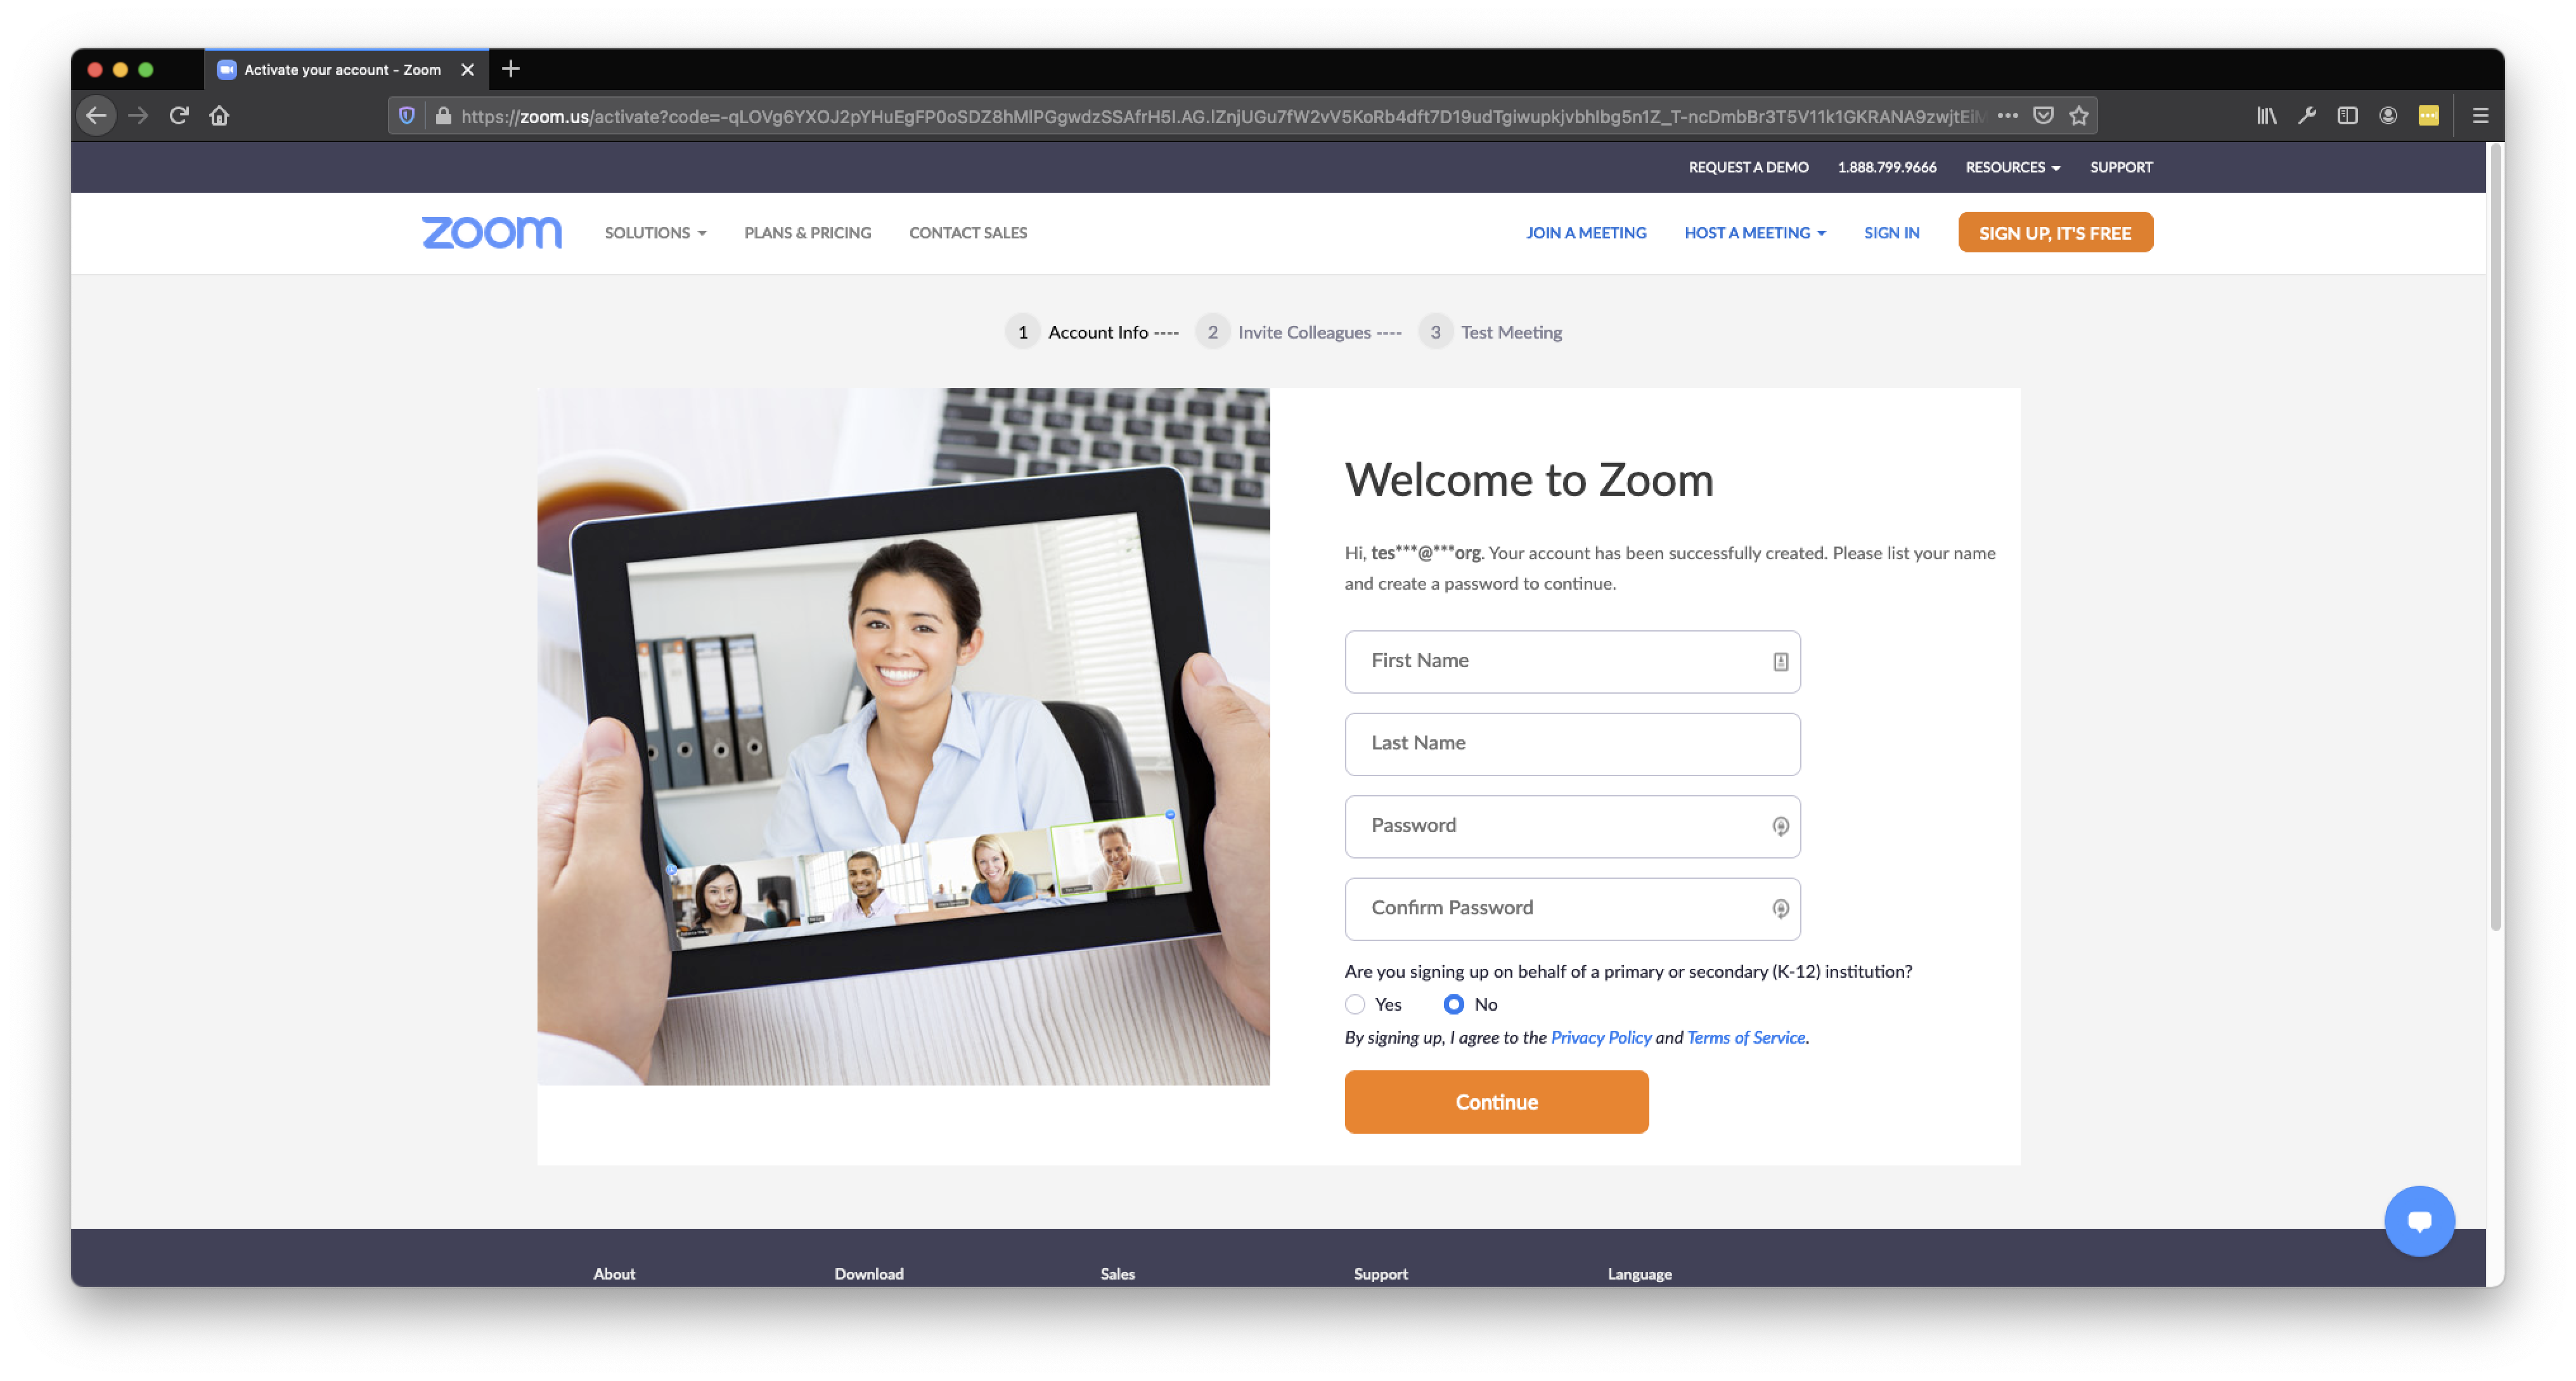 Activate your account - Zoom
https://zoom.us/activate?code=-qLOVg6YXOJ2pYHuEgFP0oSDZ8hMlPGgwdzSSAfrH5I.AG.lZnjUGu7fW2vV5KoRb4dft7D19udTgiwupkjvbhIbg5n1Z_T-ncDmbBr3T5V11k1GKRANA9zwjtEiM
REQUEST A DEMO 1.888.799.9666 RESOURCES SUPPORT
zoom SOLUTIONS PLANS & PRICING CONTACT SALES JOIN A MEETING HOST A MEETING SIGN IN SIGN UP, IT'S FREE
1 Account Info ---- 2 Invite Colleagues ---- 3 Test Meeting
Welcome to Zoom
Hi, tes***@***org. Your account has been successfully created. Please list your name
and create a password to continue.
First Name
Last Name
Password
Confirm Password
Are you signing up on behalf of a primary or secondary (K-12) institution?
Yes No
By signing up, I agree to the Privacy Policy and Terms of Service.
Continue
About Download Sales Support Language